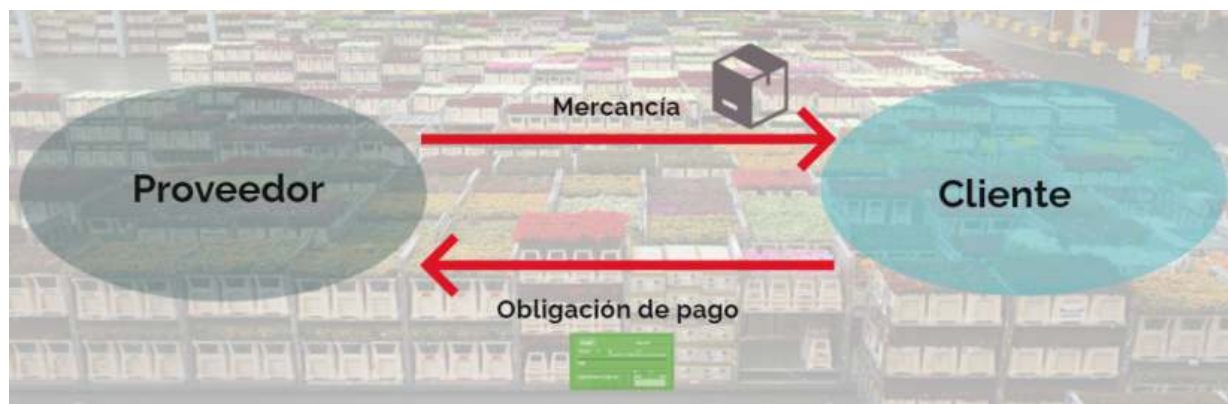 Mercancía
Proveedor
Cliente
Obligación de pago